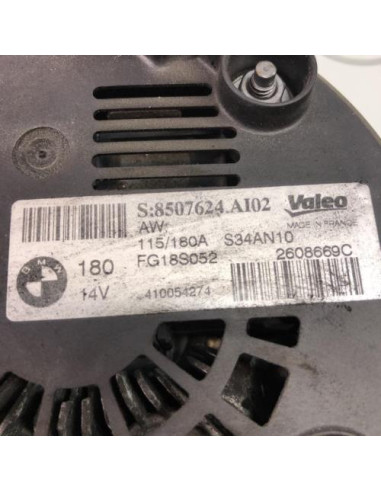 S:8507624.AI02
Valeo
AW:
MADE IN FRANCE
115/180A S34AN10
BMW 180 FG18S052 2608669C
14V 410054274